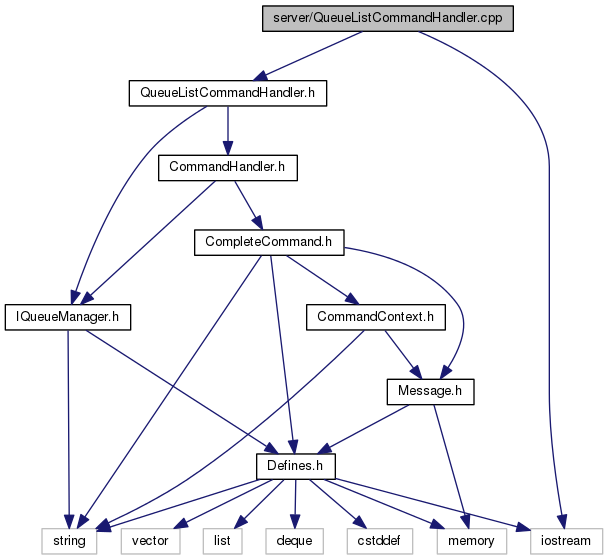 server/QueueListCommandHandler.cpp
QueueListCommandHandler.h
CommandHandler.h
CompleteCommand.h
IQueueManager.h
CommandContext.h
Message.h
Defines.h
string
vector
list
deque
cstddef
memory
iostream